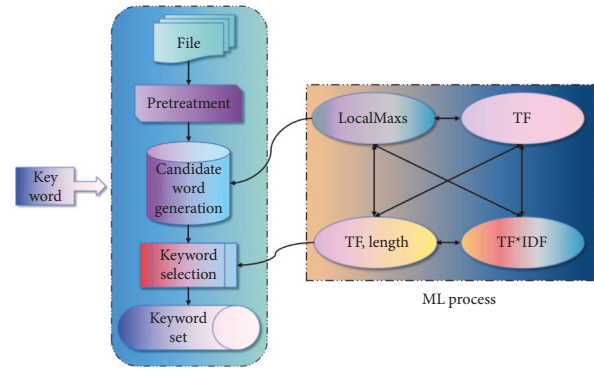 File
Pretreatment
Candidate
word
generation
Keyword
selection
Keyword
set
Key
word
LocalMaxs
TF
TF, length
TF*IDF
ML process